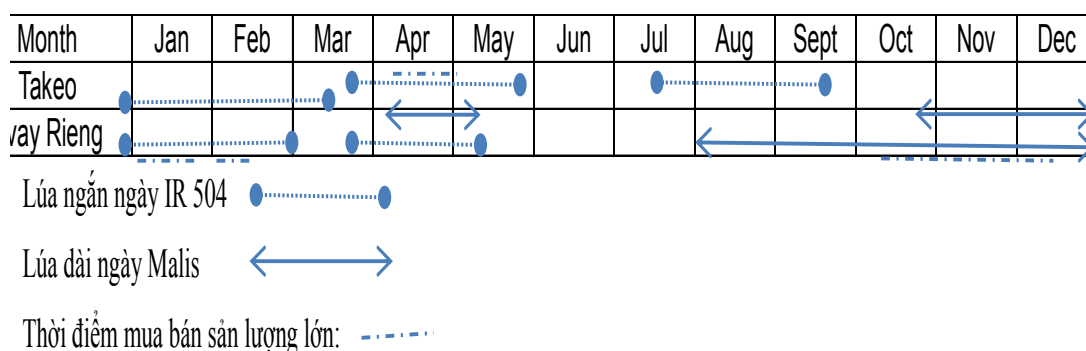 Month Jan Feb Mar Apr May Jun Jul Aug Sept Oct Nov Dec
Takeo
vay Rieng
Lúa ngắn ngày IR 504
Lúa dài ngày Malis
Thời điểm mua bán sản lượng lớn: